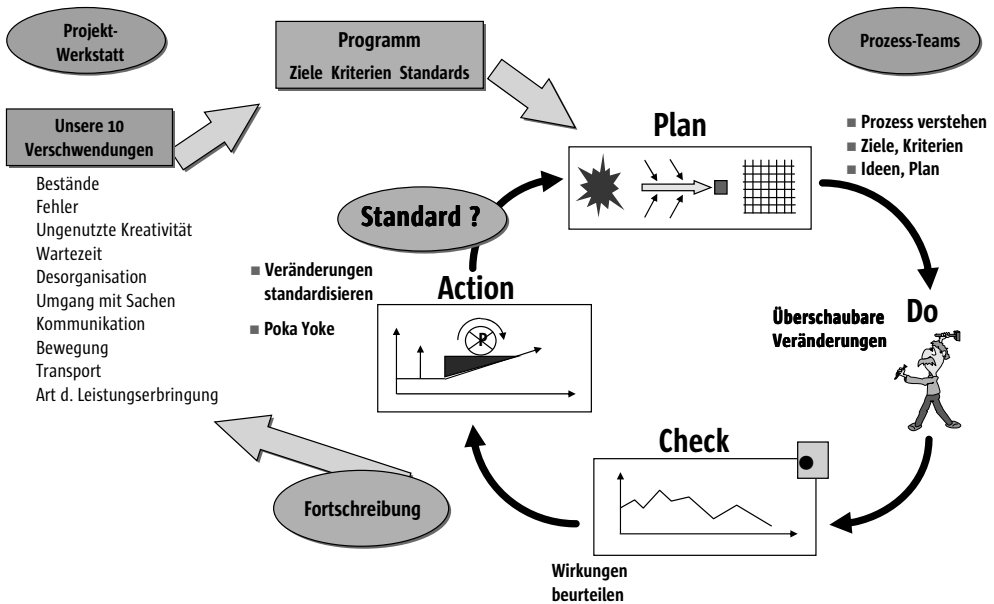 Projekt-
Werkstatt
Programm
Ziele Kriterien Standards
Prozess-Teams
Unsere 10
Verschwendungen
Bestände
Fehler
Ungenutzte Kreativität
Wartezeit
Desorganisation
Umgang mit Sachen
Kommunikation
Bewegung
Transport
Art d. Leistungserbringung
Plan
■ Prozess verstehen
■ Ziele, Kriterien
■ Ideen, Plan
Standard ?
■ Veränderungen
standardisieren
■ Poka Yoke
Action
P
Überschaubare
Veränderungen
Do
Check
Fortschreibung
Wirkungen
beurteilen